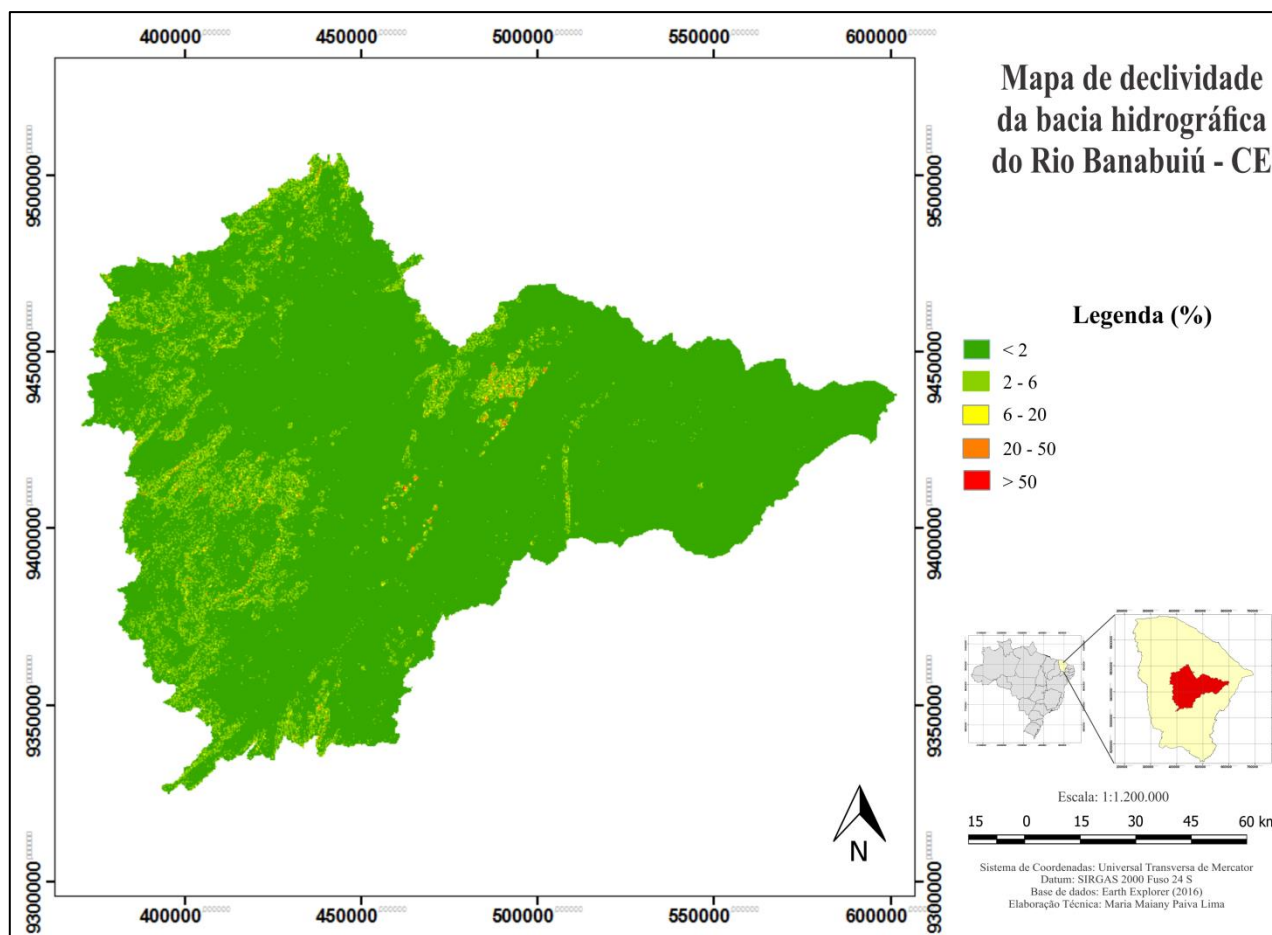 400000 450000 500000 550000 600000
9500000
9450000
9400000
9350000
9300000
9500000
9450000
9400000
9350000
9300000
400000 450000 500000 550000 600000
N
Mapa de declividade
da bacia hidrográfica
do Rio Banabuiú - CE
Legenda (%)
< 2
2 - 6
6 - 20
20 - 50
> 50
Escala: 1:1.200.000
15 0 15 30 45 60 km
Sistema de Coordenadas: Universal Transversa de Mercator
Datum: SIRGAS 2000 Fuso 24 S
Base de dados: Earth Explorer (2016)
Elaboração Técnica: Maria Maiany Paiva Lima